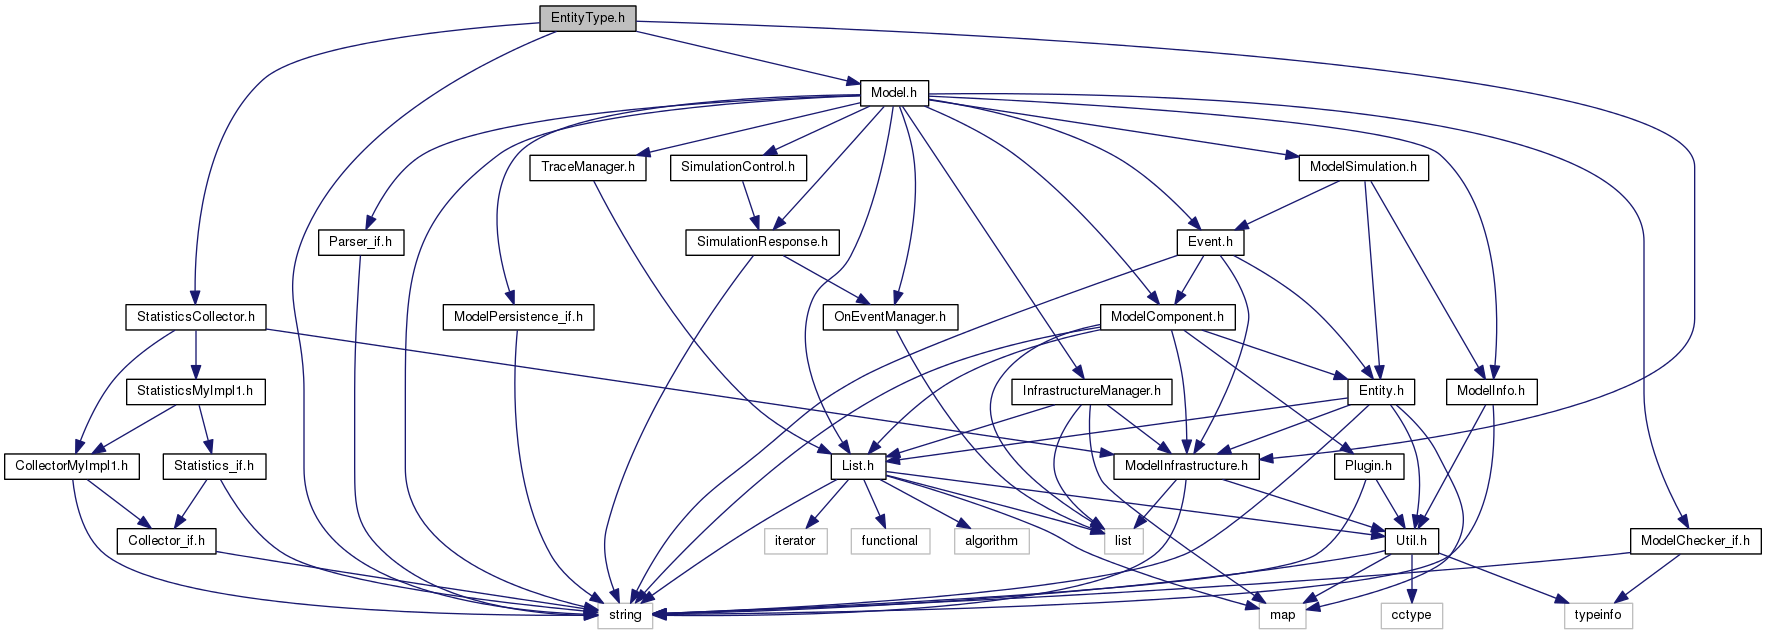 EntityType.h
Model.h
TraceManager.h
SimulationControl.h
ModelSimulation.h
Parser_if.h
SimulationResponse.h
Event.h
StatisticsCollector.h
ModelPersistence_if.h
OnEventManager.h
ModelComponent.h
StatisticsMyImpl1.h
InfrastructureManager.h
Entity.h
ModelInfo.h
CollectorMyImpl1.h
Statistics_if.h
List.h
ModelInfrastructure.h
Plugin.h
Collector_if.h
iterator
functional
algorithm
list
Util.h
ModelChecker_if.h
string
map
cctype
typeinfo